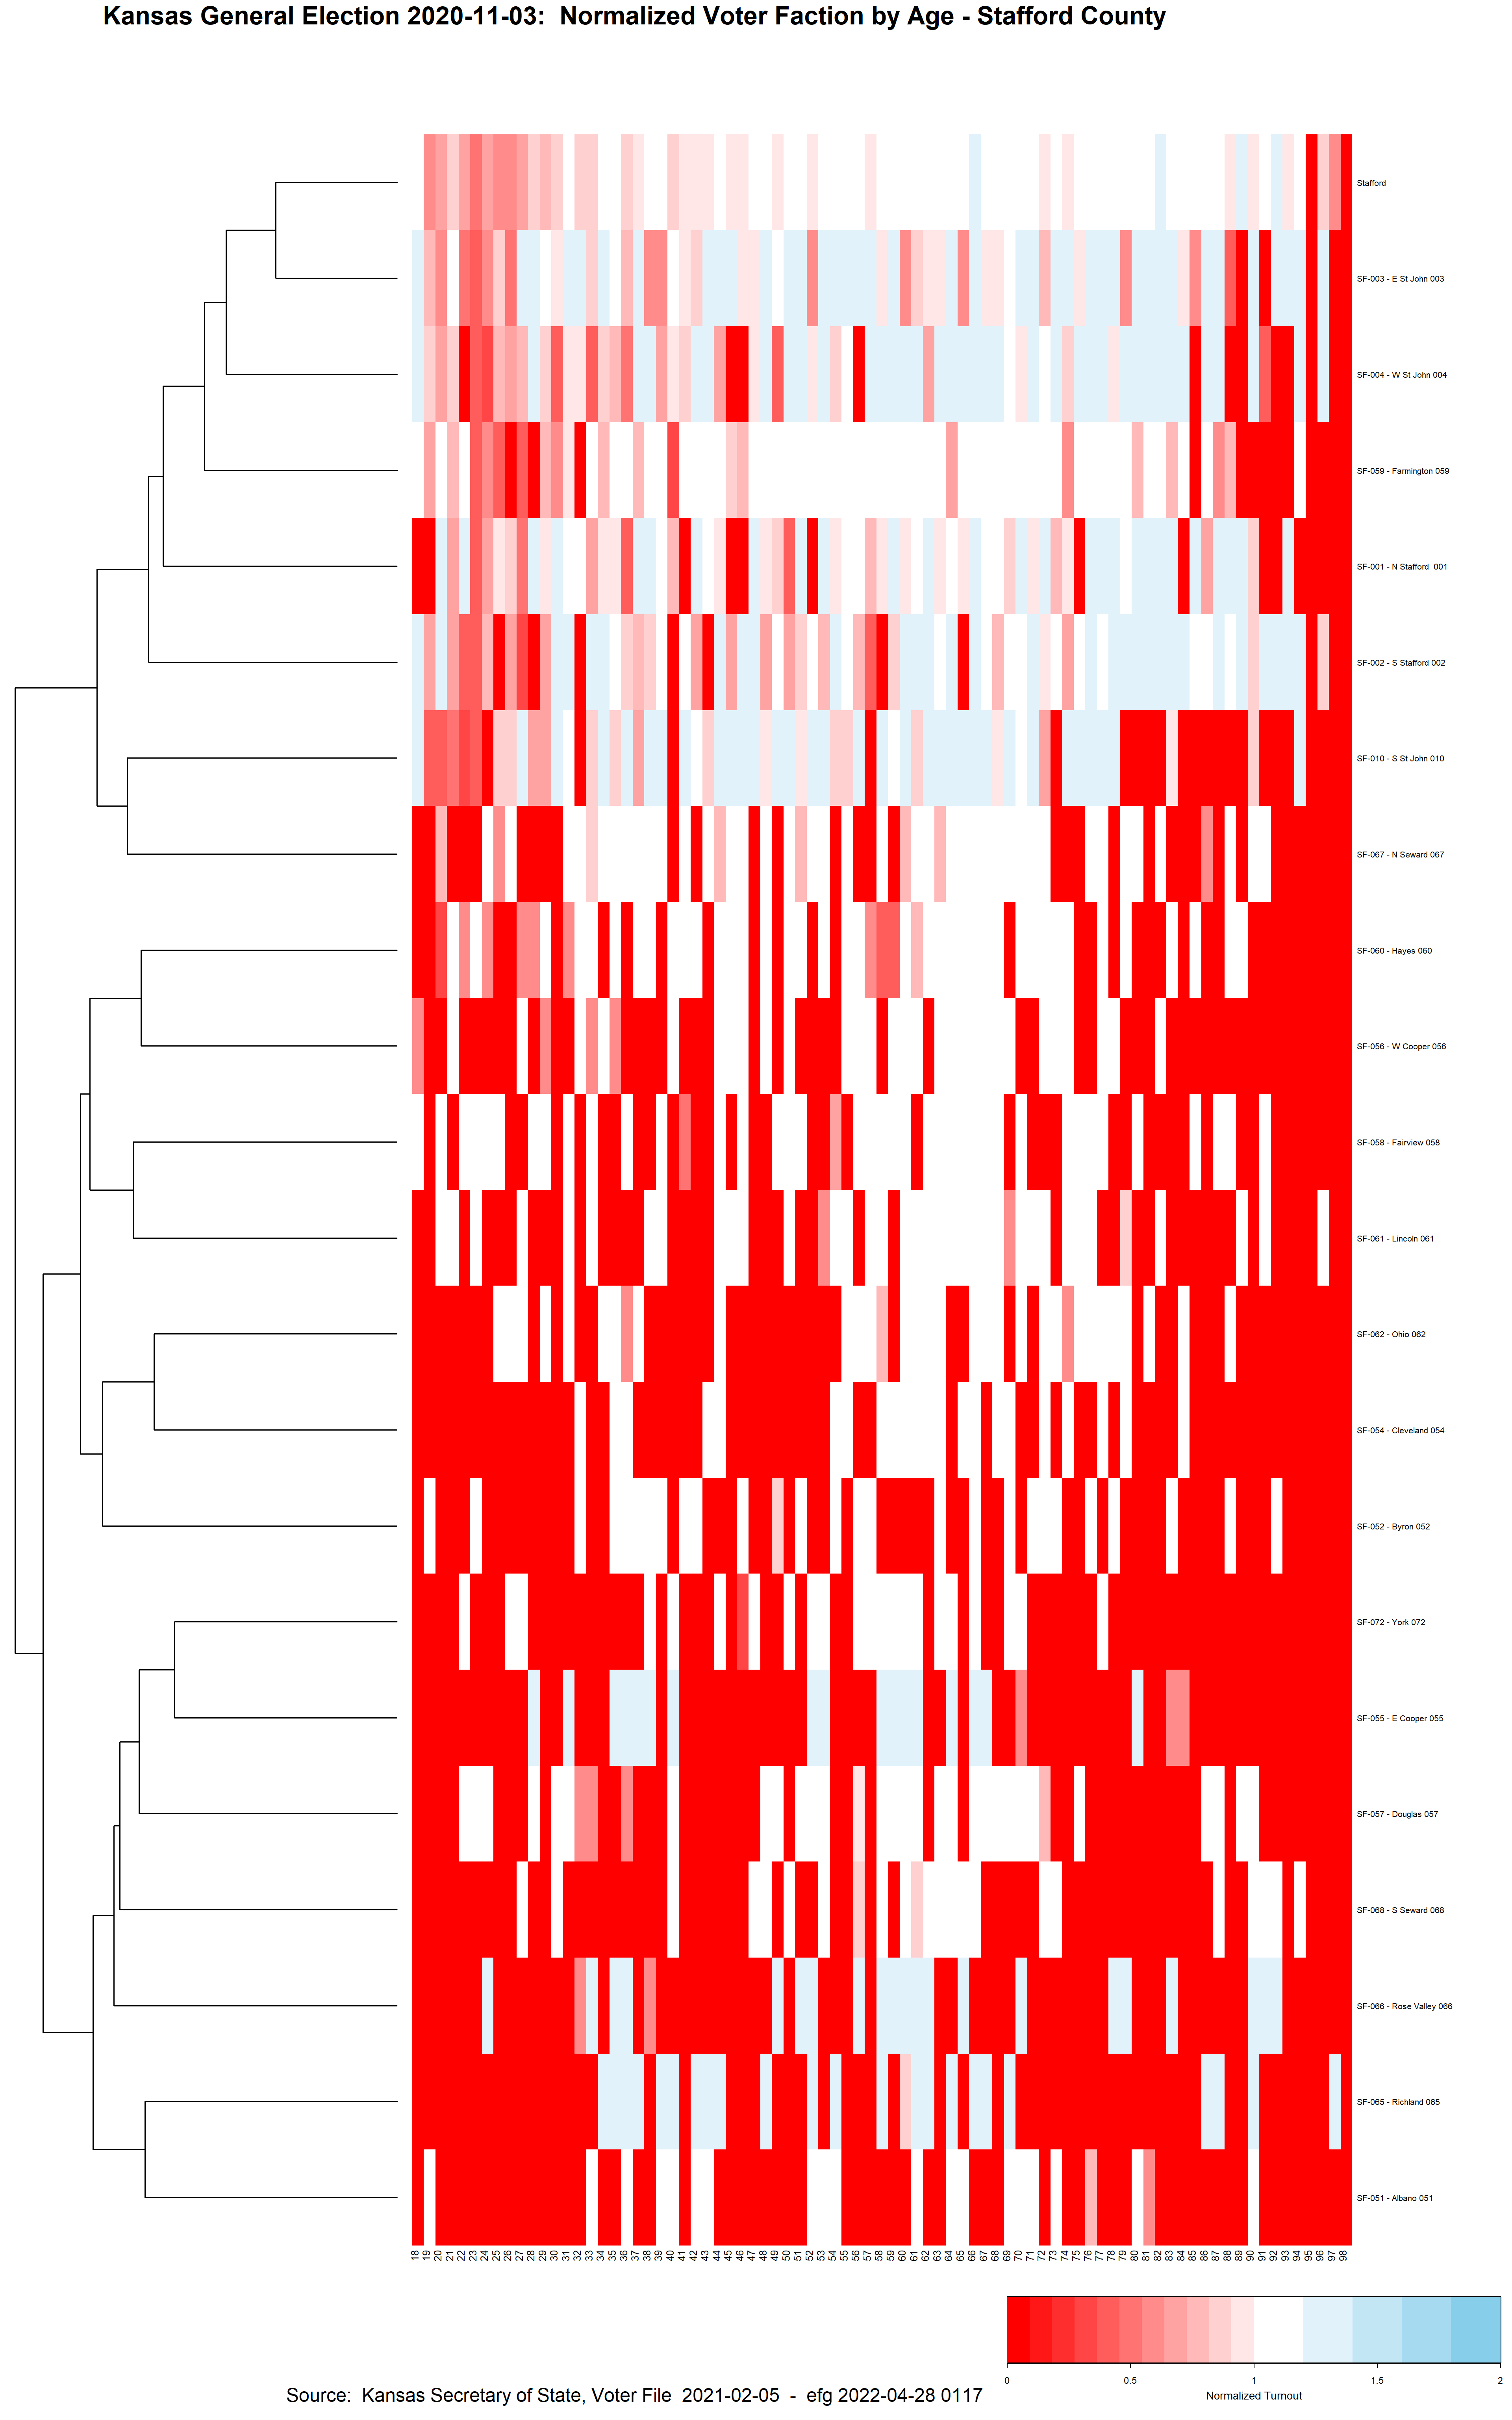 Kansas General Election 2020-11-03:  Normalized Voter Faction by Age - Stafford County
Stafford
SF-003 - E St John 003
SF-004 - W St John 004
SF-059 - Farmington 059
SF-001 - N Stafford  001
SF-002 - S Stafford 002
SF-010 - S St John 010
SF-067 - N Seward 067
SF-060 - Hayes 060
SF-056 - W Cooper 056
SF-058 - Fairview 058
SF-061 - Lincoln 061
SF-062 - Ohio 062
SF-054 - Cleveland 054
SF-052 - Byron 052
SF-072 - York 072
SF-055 - E Cooper 055
SF-057 - Douglas 057
SF-068 - S Seward 068
SF-066 - Rose Valley 066
SF-065 - Richland 065
SF-051 - Albano 051
18 19 20 21 22 23 24 25 26 27 28 29 30 31 32 33 34 35 36 37 38 39 40 41 42 43 44 45 46 47 48 49 50 51 52 53 54 55 56 57 58 59 60 61 62 63 64 65 66 67 68 69 70 71 72 73 74 75 76 77 78 79 80 81 82 83 84 85 86 87 88 89 90 91 92 93 94 95 96 97 98
0 0.5 1 1.5 2
Normalized Turnout
Source:  Kansas Secretary of State, Voter File  2021-02-05  -  efg 2022-04-28 0117